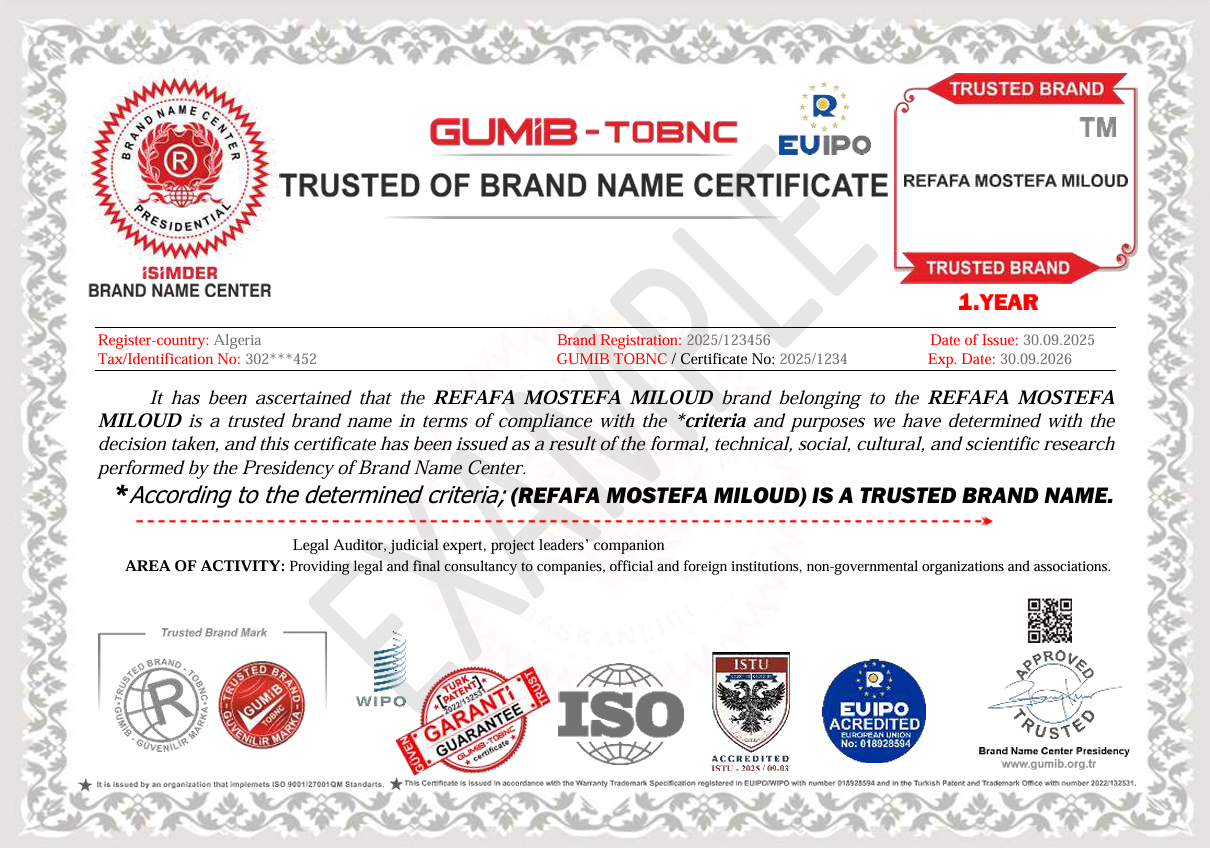 BRAND NAME CENTER
R
PRESIDENTIAL
iSiMDER
BRAND NAME CENTER
GUMiB - TOBNC
R
EUIPO
TRUSTED OF BRAND NAME CERTIFICATE
TRUSTED BRAND
TM
REFAFA MOSTEFA MILOUD
TRUSTED BRAND
1.YEAR
Register-country: Algeria
Tax/Identification No: 302***452
Brand Registration: 2025/123456
GUMIB TOBNC / Certificate No: 2025/1234
Date of Issue: 30.09.2025
Exp. Date: 30.09.2026
It has been ascertained that the REFAFA MOSTEFA MILOUD brand belonging to the REFAFA MOSTEFA
MILOUD is a trusted brand name in terms of compliance with the *criteria and purposes we have determined with the
decision taken, and this certificate has been issued as a result of the formal, technical, social, cultural, and scientific research
performed by the Presidency of Brand Name Center.
*According to the determined criteria; (REFAFA MOSTEFA MILOUD) IS A TRUSTED BRAND NAME.
EXAMPLE
Legal Auditor, judicial expert, project leaders' companion
AREA OF ACTIVITY: Providing legal and final consultancy to companies, official and foreign institutions, non-governmental organizations and associations.
Trusted Brand Mark
TRUSTED BRAND - TOBNC
R
GUMİB - GÜVENİLİR MARKA
TRUSTED BRAND
GUMiB
TOBNC
GÜVENİLİR MARKA
WIPO
TURK
PATENT
2022/132531
GÜVEN
GARANTi
TRUST
GUARANTEE
GUMiB-TOBNC
certificate
ISO
ISTU
ACCREDITED
ISTU - 2025 / 09-03
R
EUIPO
ACREDITED
EUROPEAN UNION
No: 018928594
APPROVED
TRUSTED
Brand Name Center Presidency
www.gumib.org.tr
It is issued by an organization that implemets ISO 9001/27001QM Standarts.
This Certificate is issued in accordance with the Warranty Trademark Specification registered in EUIPO/WIPO with number 018928594 and in the Turkish Patent and Trademark Office with number 2022/132531.